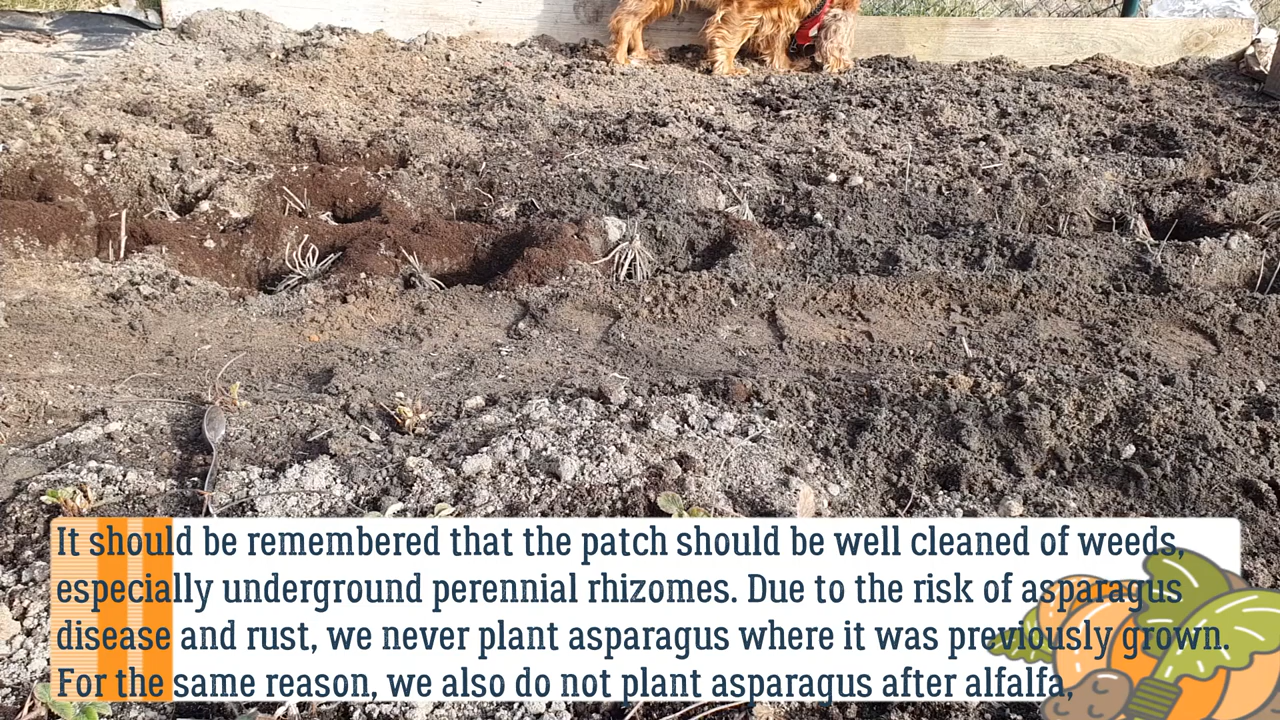 It should be remembered that the patch should be well cleaned of weeds,
especially underground perennial rhizomes. Due to the risk of asparagus
disease and rust, we never plant asparagus where it was previously grown.
For the same reason, we also do not plant asparagus after alfalfa,